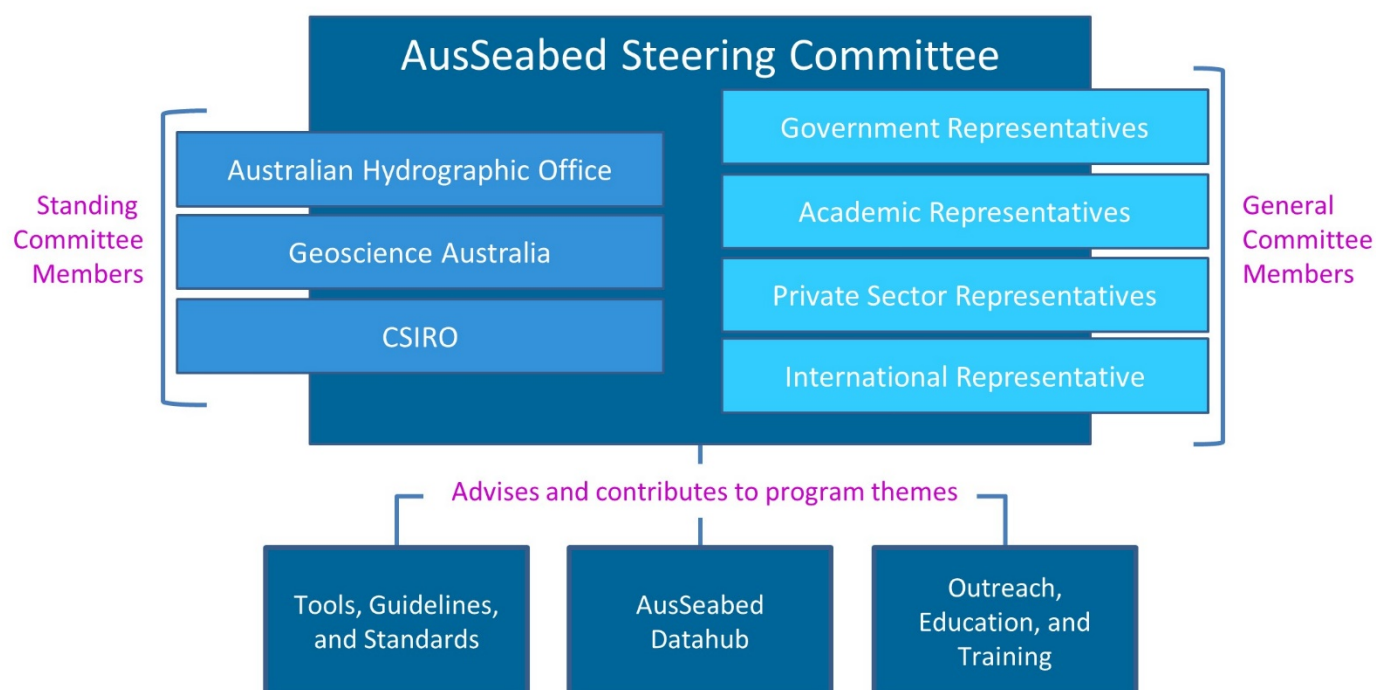 AusSeabed Steering Committee
Standing
Committee
Members
Australian Hydrographic Office
Geoscience Australia
CSIRO
Government Representatives
Academic Representatives
Private Sector Representatives
International Representative
General
Committee
Members
Advises and contributes to program themes
Tools, Guidelines,
and Standards
AusSeabed
Datahub
Outreach,
Education, and
Training